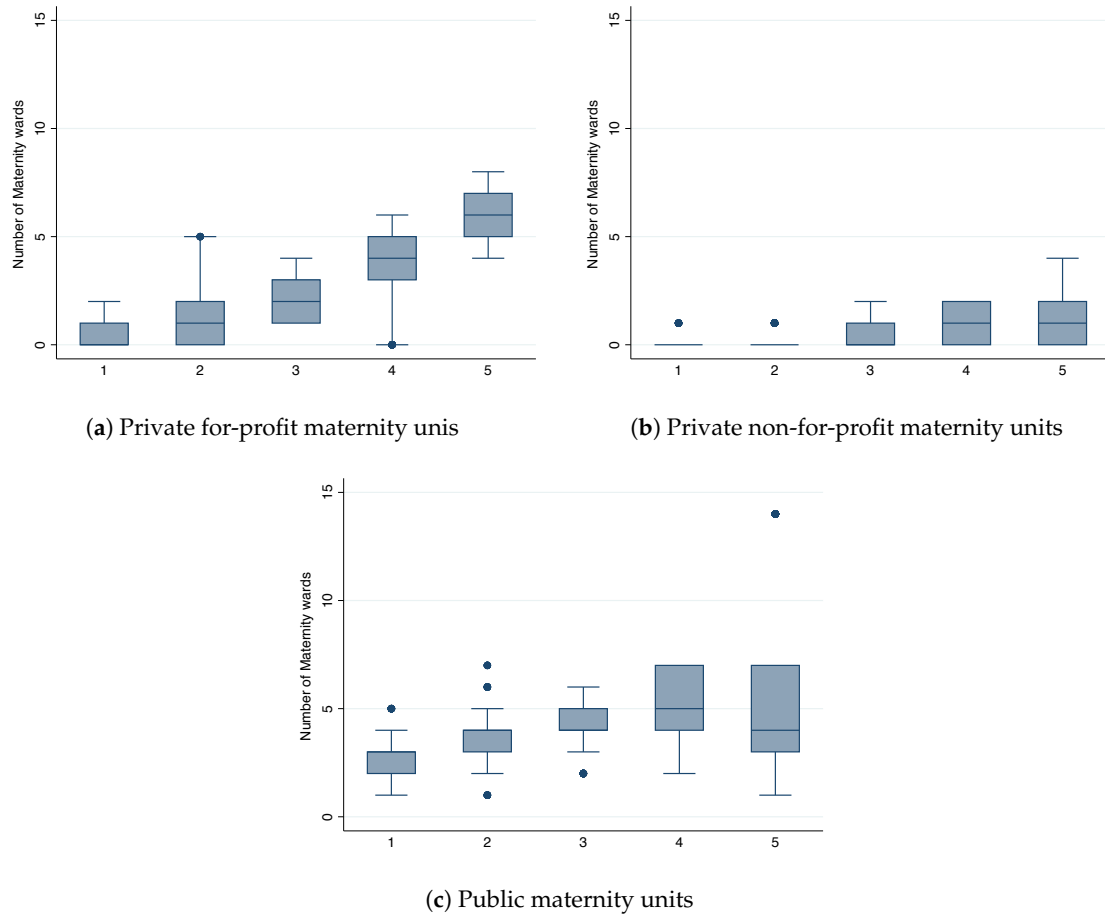 15
10
5
0
Number of Maternity wards
1 2 3 4 5
(a) Private for-profit maternity unis
15
10
5
0
Number of Maternity wards
1 2 3 4 5
(b) Private non-for-profit maternity units
15
10
5
0
Number of Maternity wards
1 2 3 4 5
(c) Public maternity units